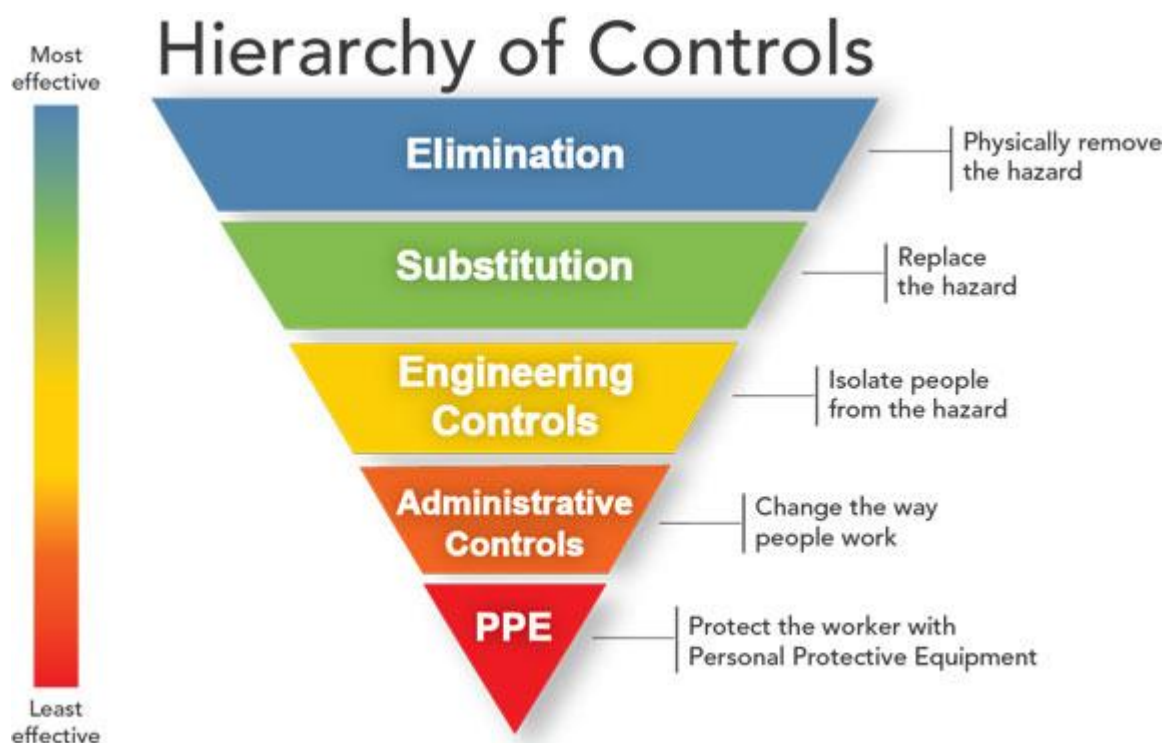 Hierarchy of Controls
Most
effective
Elimination
Physically remove
the hazard
Substitution
Replace
the hazard
Engineering
Controls
Isolate people
from the hazard
Administrative
Controls
Change the way
people work
PPE
Protect the worker with
Personal Protective Equipment
Least
effective